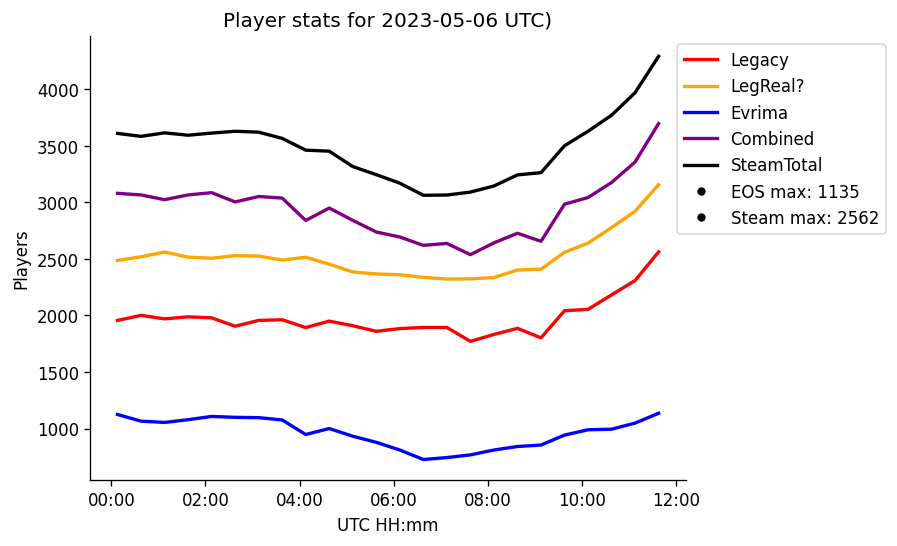 Player stats for 2023-05-06 UTC)
Players
4000
3500
3000
2500
2000
1500
1000
00:00 02:00 04:00 06:00 08:00 10:00 12:00
UTC HH:mm
Legacy
LegReal?
Evrima
Combined
SteamTotal
EOS max: 1135
Steam max: 2562